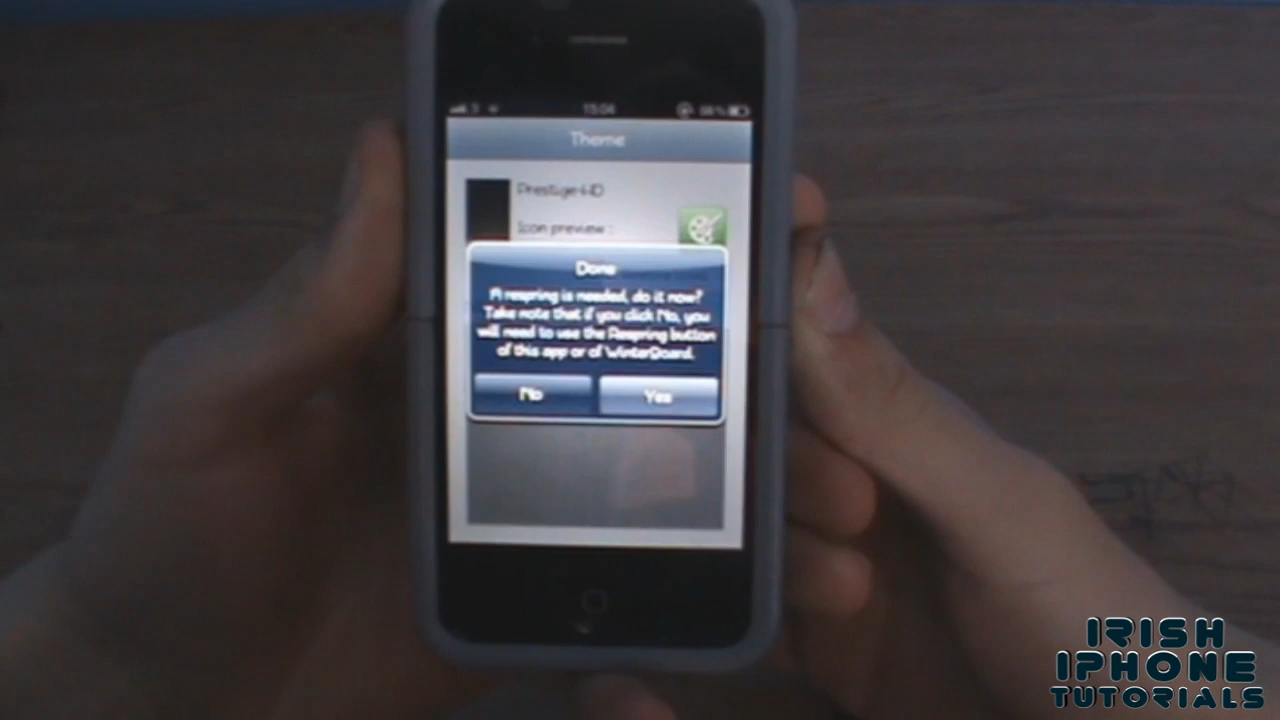 15:04
Theme
Prestige-HD
Icon preview :
Done
A respring is needed, do it now?
Take note that if you click No, you
will need to use the Respring button
of this app or of WinterBoard.
No
Yes
IRISH
IPHONE
TUTORIALS